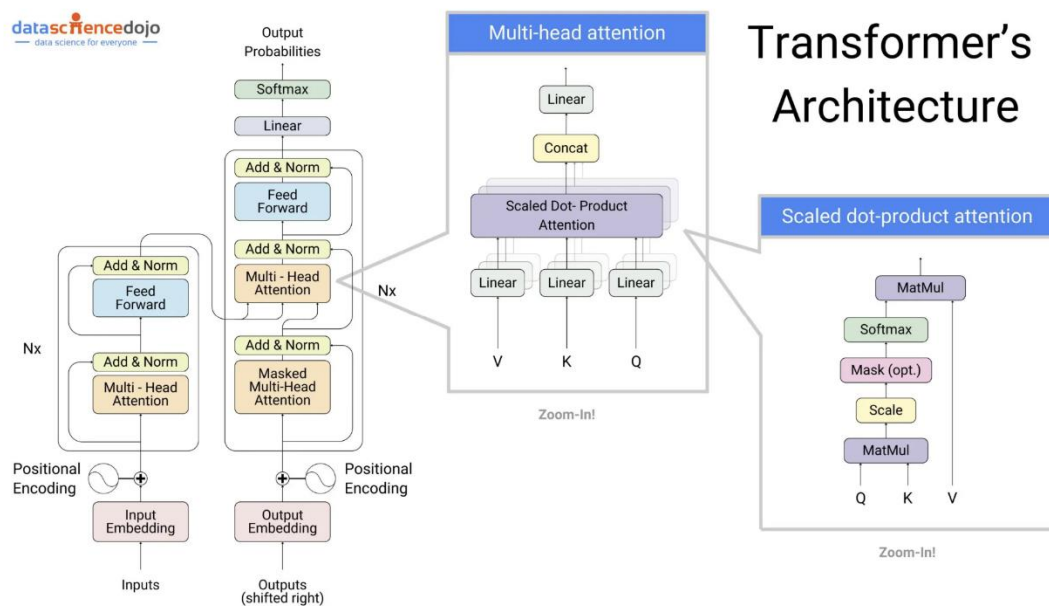 datasciencedojo
data science for everyone
Transformer's
Architecture
Output
Probabilities
Softmax
Linear
Add & Norm
Feed
Forward
Add & Norm
Multi - Head
Attention
Nx
Add & Norm
Masked
Multi-Head
Attention
Add & Norm
Feed
Forward
Nx
Add & Norm
Multi - Head
Attention
Positional
Encoding
Positional
Encoding
Input
Embedding
Output
Embedding
Inputs
Outputs
(shifted right)
Multi-head attention
Linear
Concat
Scaled Dot- Product
Attention
Linear
Linear
Linear
V
K
Q
Zoom-In!
Scaled dot-product attention
MatMul
Softmax
Mask (opt.)
Scale
MatMul
Q
K
V
Zoom-In!